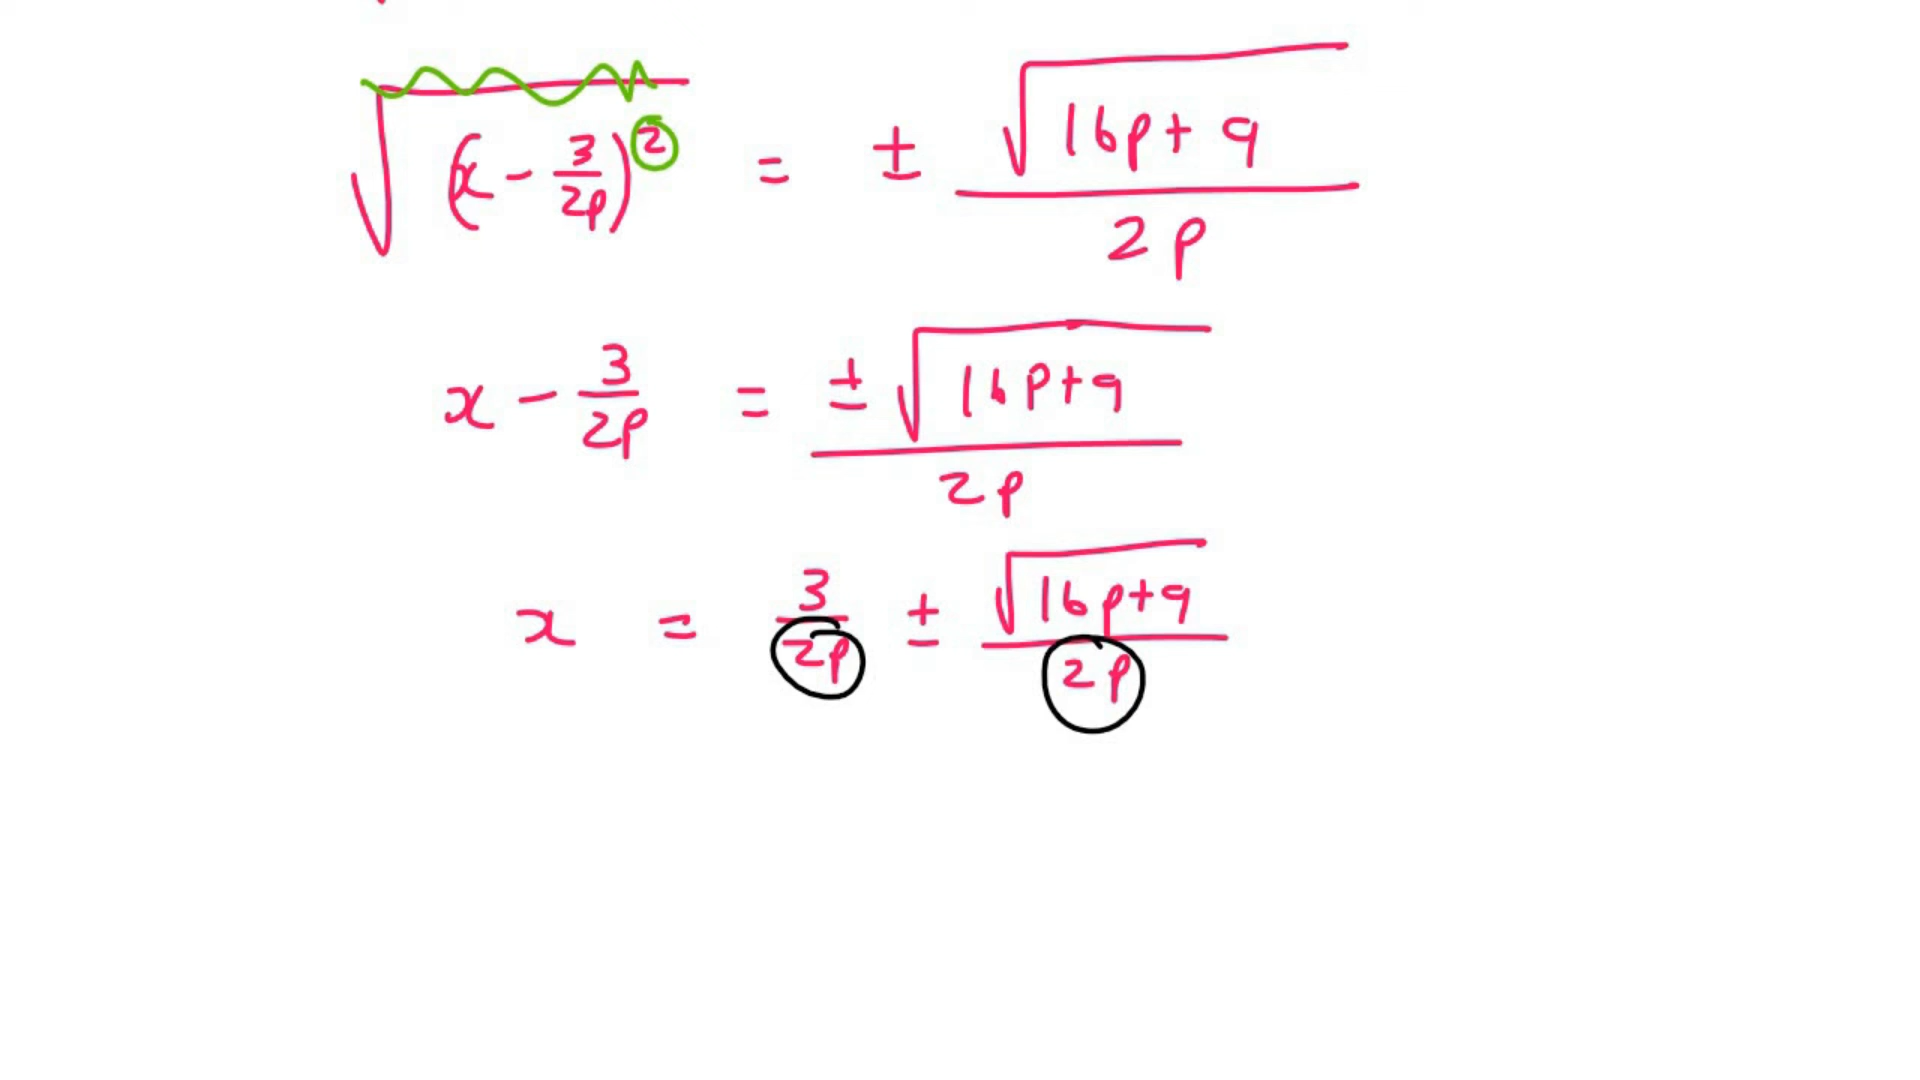 √(x - 3/2p)² = ± √(16p + 9) / 2p
x - 3/2p = ± √(16p + 9) / 2p
x = 3/2p ± √(16p + 9) / 2p